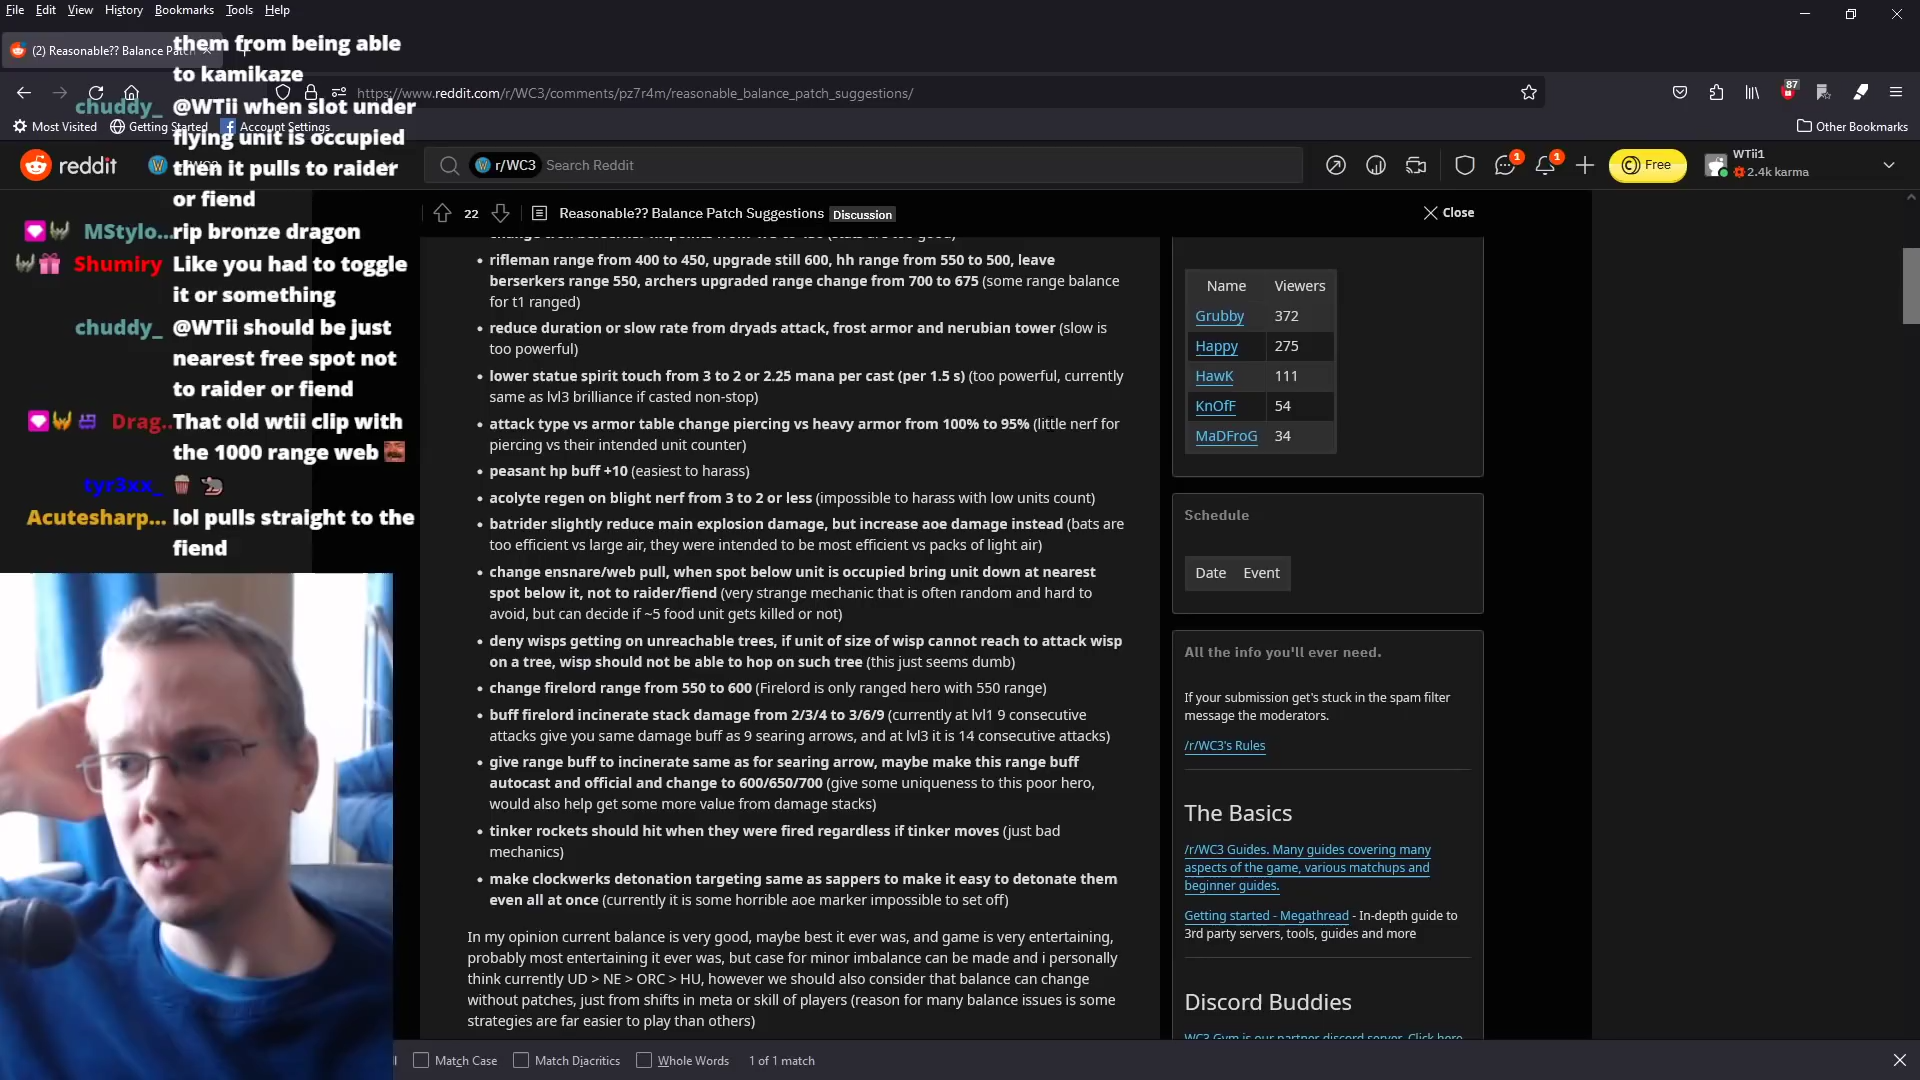 File Edit View History Bookmarks Tools Help
(2) Reasonable?? Balance Patc
https://www.reddit.com/r/WC3/comments/pz7r4m/reasonable_balance_patch_suggestions/
87
Most Visited Getting Started Account Settings
Other Bookmarks
them from being able
to kamikaze
chuddy_ @WTii when slot under
flying unit is occupied
then it pulls to raider
or fiend
MStylo... rip bronze dragon
Shumiry Like you had to toggle
it or something
chuddy_ @WTii should be just
nearest free spot not
to raider or fiend
Drag.. That old wtii clip with
the 1000 range web
tyr3xx_
Acutesharp... lol pulls straight to the
fiend
reddit
r/WC3 Search Reddit
1
1
Free
WTii1
2.4k karma
22 Reasonable?? Balance Patch Suggestions Discussion
Close
• rifleman range from 400 to 450, upgrade still 600, hh range from 550 to 500, leave
berserkers range 550, archers upgraded range change from 700 to 675 (some range balance
for t1 ranged)
• reduce duration or slow rate from dryads attack, frost armor and nerubian tower (slow is
too powerful)
• lower statue spirit touch from 3 to 2 or 2.25 mana per cast (per 1.5 s) (too powerful, currently
same as lvl3 brilliance if casted non-stop)
• attack type vs armor table change piercing vs heavy armor from 100% to 95% (little nerf for
piercing vs their intended unit counter)
• peasant hp buff +10 (easiest to harass)
• acolyte regen on blight nerf from 3 to 2 or less (impossible to harass with low units count)
• batrider slightly reduce main explosion damage, but increase aoe damage instead (bats are
too efficient vs large air, they were intended to be most efficient vs packs of light air)
• change ensnare/web pull, when spot below unit is occupied bring unit down at nearest
spot below it, not to raider/fiend (very strange mechanic that is often random and hard to
avoid, but can decide if ~5 food unit gets killed or not)
• deny wisps getting on unreachable trees, if unit of size of wisp cannot reach to attack wisp
on a tree, wisp should not be able to hop on such tree (this just seems dumb)
• change firelord range from 550 to 600 (Firelord is only ranged hero with 550 range)
• buff firelord incinerate stack damage from 2/3/4 to 3/6/9 (currently at lvl1 9 consecutive
attacks give you same damage buff as 9 searing arrows, and at lvl3 it is 14 consecutive attacks)
• give range buff to incinerate same as for searing arrow, maybe make this range buff
autocast and official and change to 600/650/700 (give some uniqueness to this poor hero,
would also help get some more value from damage stacks)
• tinker rockets should hit when they were fired regardless if tinker moves (just bad
mechanics)
• make clockwerks detonation targeting same as sappers to make it easy to detonate them
even all at once (currently it is some horrible aoe marker impossible to set off)
In my opinion current balance is very good, maybe best it ever was, and game is very entertaining,
probably most entertaining it ever was, but case for minor imbalance can be made and i personally
think currently UD > NE > ORC > HU, however we should also consider that balance can change
without patches, just from shifts in meta or skill of players (reason for many balance issues is some
strategies are far easier to play than others)
Name Viewers
Grubby 372
Happy 275
HawK 111
KnOfF 54
MaDFroG 34
Schedule
Date Event
All the info you'll ever need.
If your submission get's stuck in the spam filter
message the moderators.
/r/WC3's Rules
The Basics
/r/WC3 Guides. Many guides covering many
aspects of the game, various matchups and
beginner guides.
Getting started - Megathread - In-depth guide to
3rd party servers, tools, guides and more
Discord Buddies
WC3 Gym is our partner discord server. Click here
Match Case Match Diacritics Whole Words 1 of 1 match